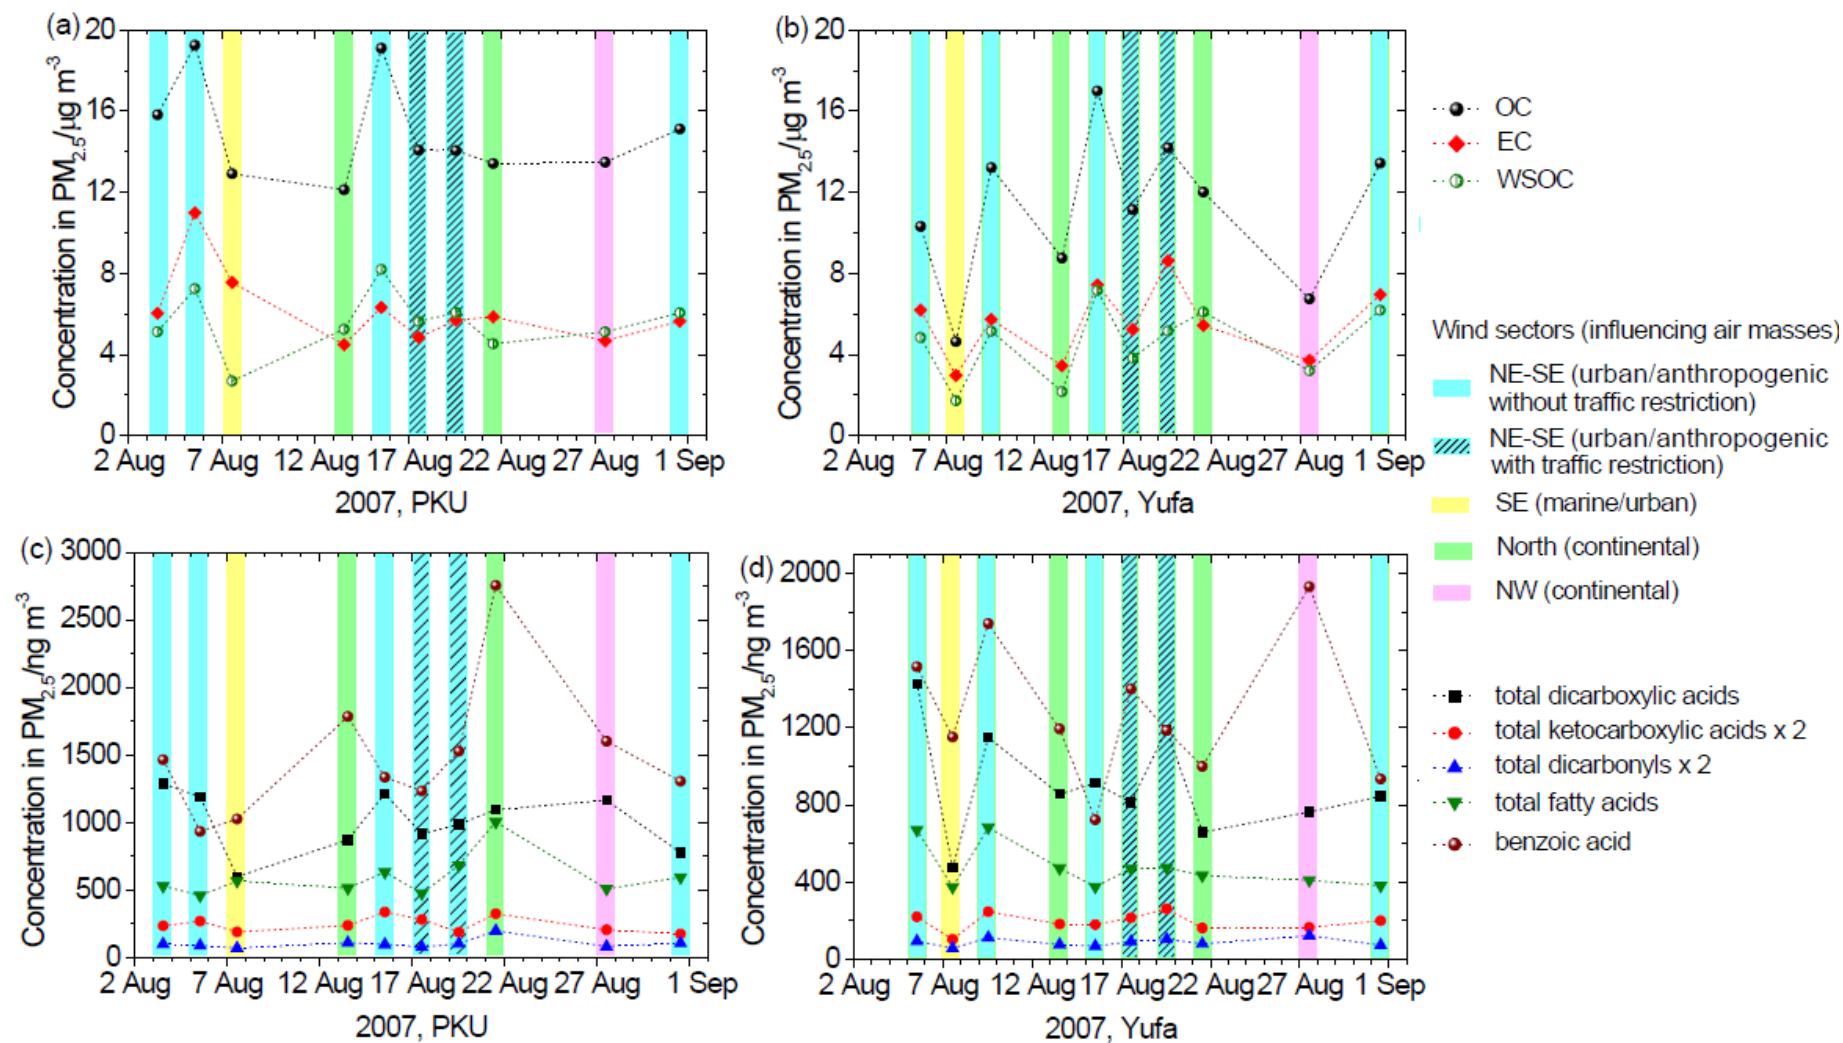 (a)
20
16
12
8
4
0
Concentration in PM2.5/μg m-3
2 Aug 7 Aug 12 Aug 17 Aug 22 Aug 27 Aug 1 Sep
2007, PKU
(b)
20
16
12
8
4
0
Concentration in PM2.5/μg m-3
2 Aug 7 Aug 12 Aug 17 Aug 22 Aug 27 Aug 1 Sep
2007, Yufa
OC
EC
WSOC
Wind sectors (influencing air masses)
NE-SE (urban/anthropogenic
without traffic restriction)
NE-SE (urban/anthropogenic
with traffic restriction)
SE (marine/urban)
North (continental)
NW (continental)
(c)
3000
2500
2000
1500
1000
500
0
Concentration in PM2.5/ng m-3
2 Aug 7 Aug 12 Aug 17 Aug 22 Aug 27 Aug 1 Sep
2007, PKU
(d)
2000
1600
1200
800
400
0
Concentration in PM2.5/ng m-3
2 Aug 7 Aug 12 Aug 17 Aug 22 Aug 27 Aug 1 Sep
2007, Yufa
total dicarboxylic acids
total ketocarboxylic acids x 2
total dicarbonyls x 2
total fatty acids
benzoic acid